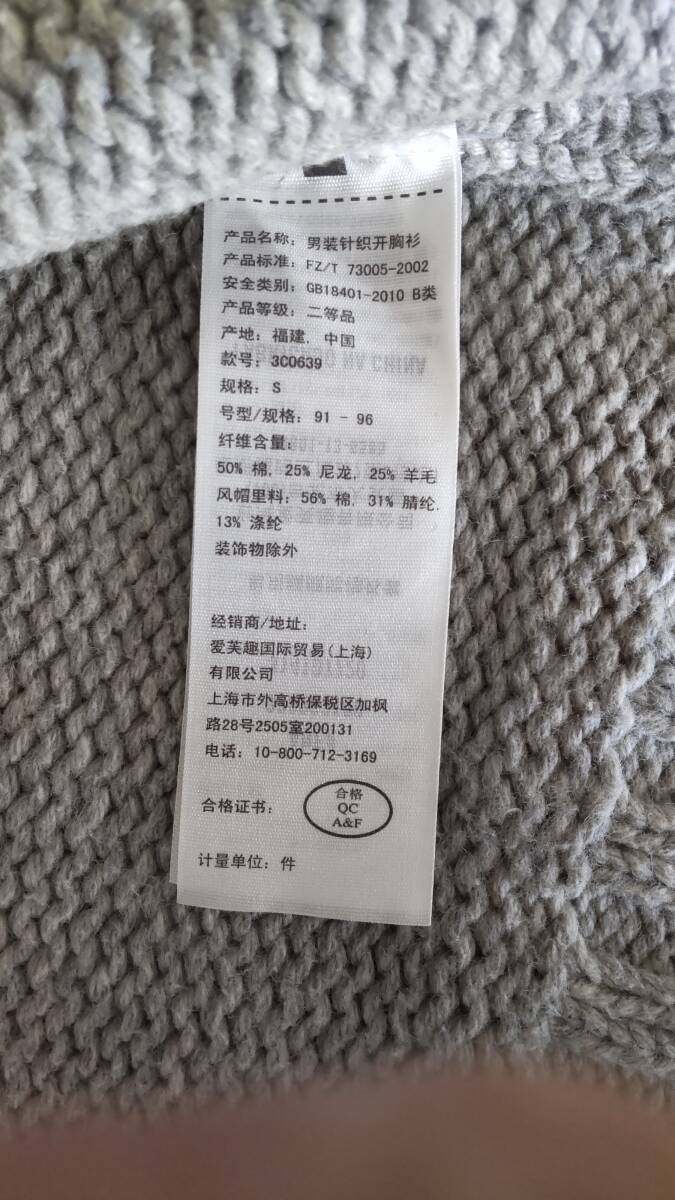 产品名称: 男装针织开胸衫
产品标准: FZ/T 73005-2002
安全类别: GB18401-2010 B类
产品等级: 二等品
产地: 福建, 中国
款号: 3C0639
规格: S
号型/规格: 91 - 96
纤维含量:
50% 棉, 25% 尼龙, 25% 羊毛
风帽里料: 56% 棉, 31% 腈纶,
13% 涤纶
装饰物除外
经销商/地址:
爱芙趣国际贸易(上海)
有限公司
上海市外高桥保税区加枫
路28号2505室200131
电话: 10-800-712-3169
合格证书:
合格
QC
A&F
计量单位: 件